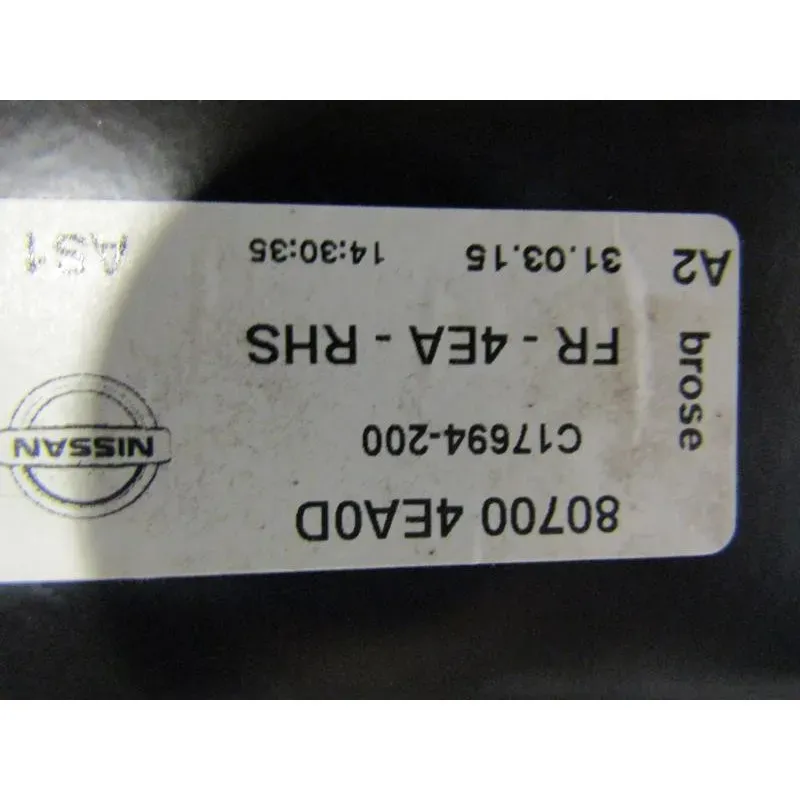 80700 4EA0D
C17694-200
NISSAN
FR - 4EA - RHS
31.03.15 14:30:35
A2
AS1
brose